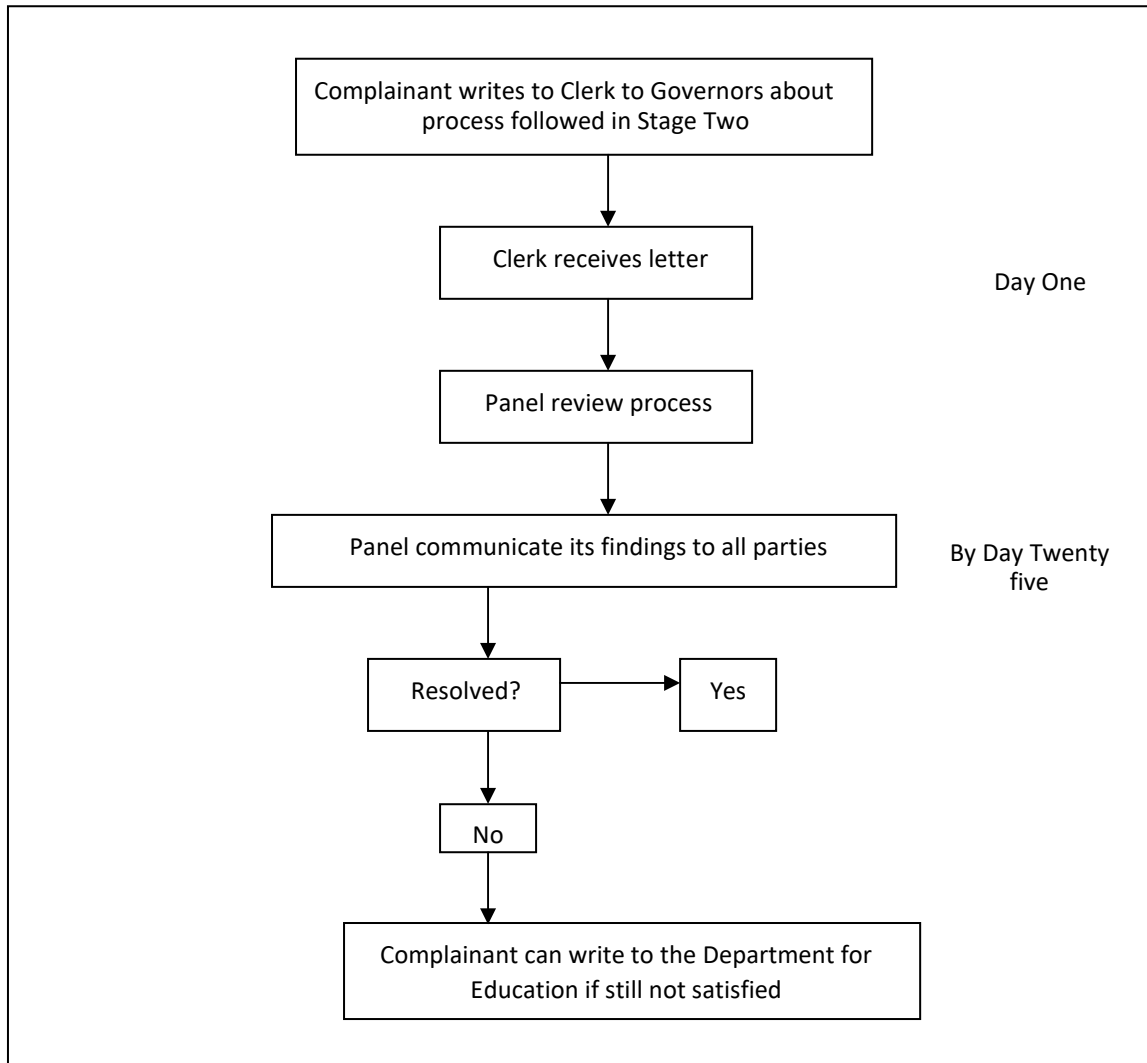 Complainant writes to Clerk to Governors about
process followed in Stage Two
Clerk receives letter
Day One
Panel review process
Panel communicate its findings to all parties
By Day Twenty
five
Resolved?
Yes
No
Complainant can write to the Department for
Education if still not satisfied